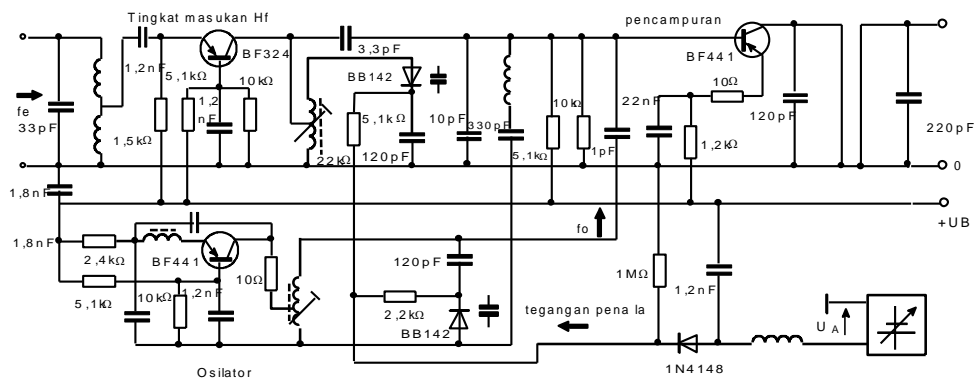 Tingkat masukan Hf
pencampuran
BF324
3,3pF
BF441
1,2nF
5,1kΩ
10kΩ
BB142
10Ω
fe
33pF
1,2
nF
22nF
10kΩ
120pF
220pF
5,1kΩ
10pF
330pF
1,5kΩ
22kΩ
120pF
5,1kΩ
1pF
1,2kΩ
0
1,8nF
+UB
fo
1,8nF
2,4kΩ
BF441
10Ω
120pF
1MΩ
1,2nF
5,1kΩ
10kΩ
1,2nF
2,2kΩ
BB142
tegangan pena la
UA
1N4148
Osilator